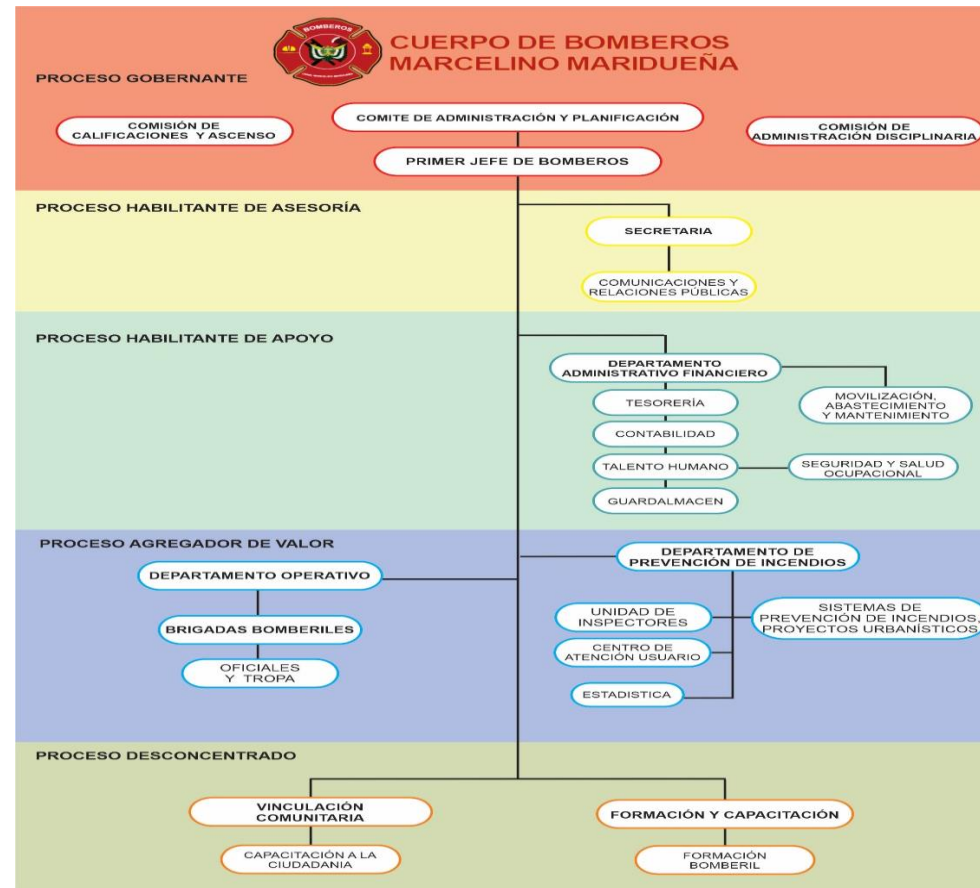 BOMBEROS
CUERPO DE BOMBEROS
MARCELINO MARIDUEÑA
PROCESO GOBERNANTE
COMISIÓN DE
CALIFICACIONES Y ASCENSO
COMITE DE ADMINISTRACIÓN Y PLANIFICACIÓN
COMISIÓN DE
ADMINISTRACIÓN DISCIPLINARIA
PRIMER JEFE DE BOMBEROS
PROCESO HABILITANTE DE ASESORÍA
SECRETARIA
COMUNICACIONES Y
RELACIONES PÚBLICAS
PROCESO HABILITANTE DE APOYO
DEPARTAMENTO
ADMINISTRATIVO FINANCIERO
MOVILIZACIÓN,
ABASTECIMIENTO
Y MANTENIMIENTO
TESORERÍA
CONTABILIDAD
TALENTO HUMANO
SEGURIDAD Y SALUD
OCUPACIONAL
GUARDALMACEN
PROCESO AGREGADOR DE VALOR
DEPARTAMENTO OPERATIVO
DEPARTAMENTO DE
PREVENCIÓN DE INCENDIOS
BRIGADAS BOMBERILES
OFICIALES
Y TROPA
UNIDAD DE
INSPECTORES
SISTEMAS DE
PREVENCIÓN DE INCENDIOS,
PROYECTOS URBANÍSTICOS
CENTRO DE
ATENCIÓN USUARIO
ESTADISTICA
PROCESO DESCONCENTRADO
VINCULACIÓN
COMUNITARIA
FORMACIÓN Y CAPACITACIÓN
CAPACITACIÓN A LA
CIUDADANIA
FORMACIÓN
BOMBERIL